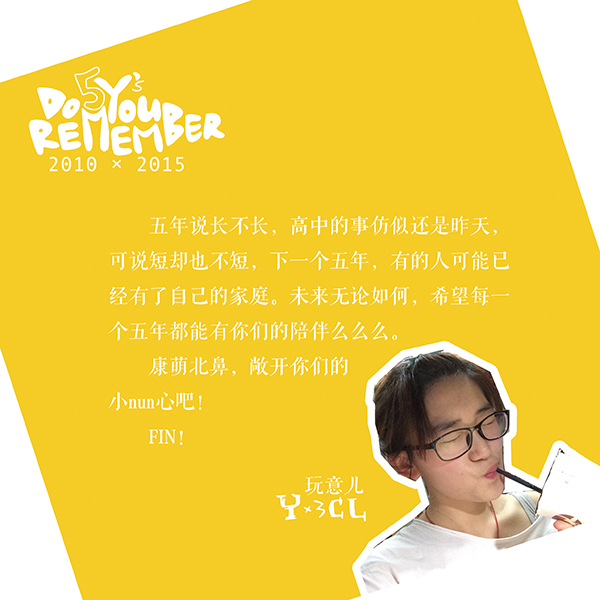 5Y's
DO YOU
REMEMBER
2010 × 2015
五年说长不长，高中的事仿似还是昨天，
可说短却也不短，下一个五年，有的人可能已
经有了自己的家庭。未来无论如何，希望每一
个五年都能有你们的陪伴么么么。
康萌北鼻，敞开你们的
小nun心吧！
FIN！
玩意儿
Y×3CL